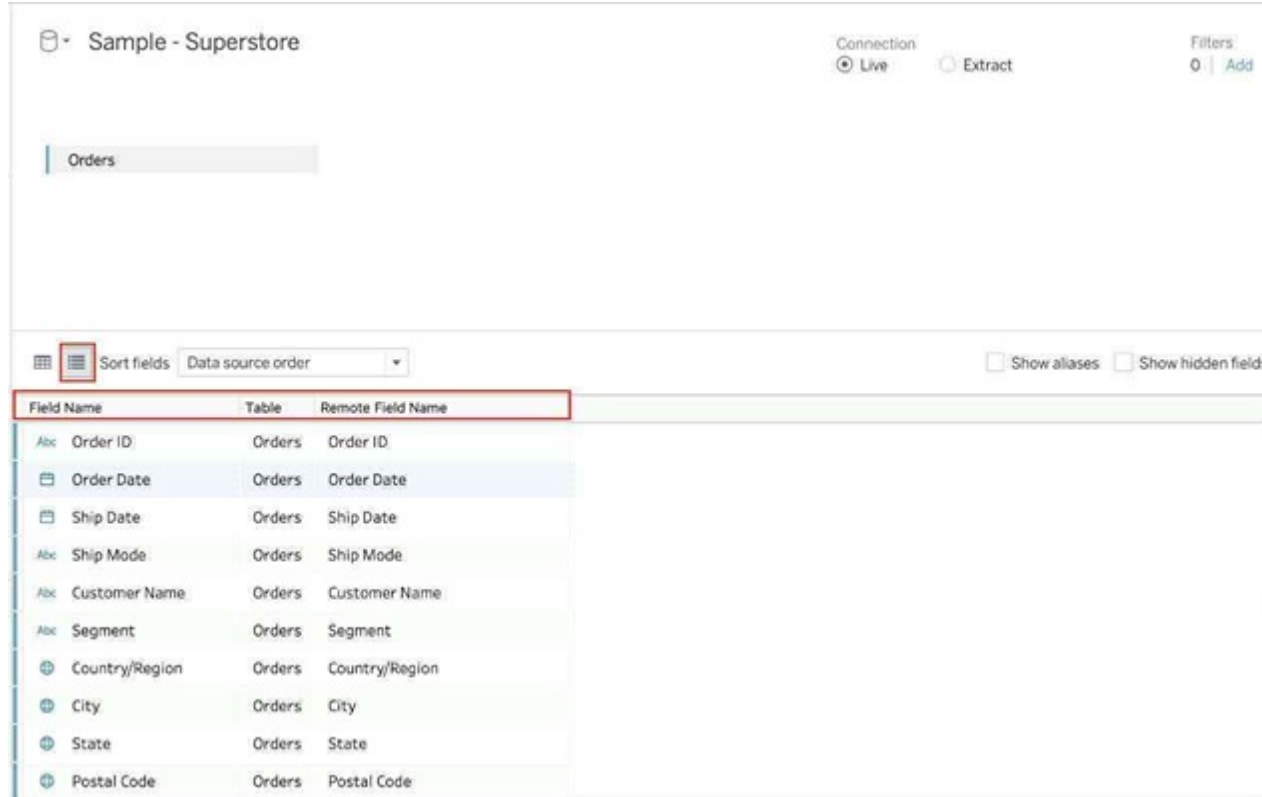 Sample - Superstore
Connection
Live Extract
Filters
0 Add
Orders
Sort fields Data source order
Show aliases Show hidden fields
Field Name Table Remote Field Name
Abc Order ID Orders Order ID
Order Date Orders Order Date
Ship Date Orders Ship Date
Abc Ship Mode Orders Ship Mode
Abc Customer Name Orders Customer Name
Abc Segment Orders Segment
Country/Region Orders Country/Region
City Orders City
State Orders State
Postal Code Orders Postal Code